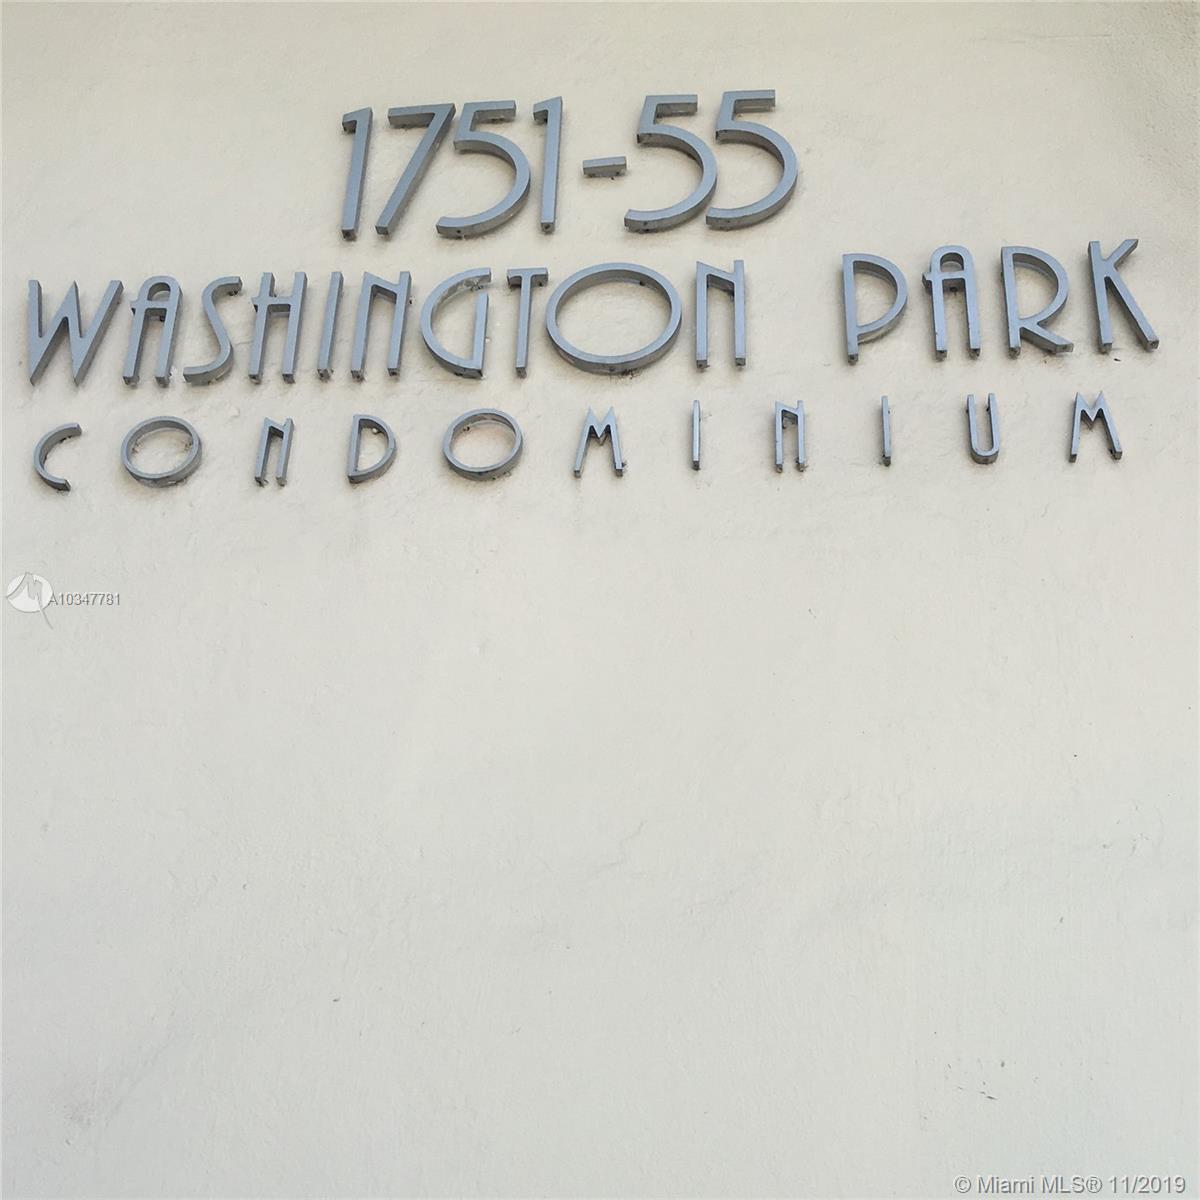 1751-55
WASHINGTON PARK
CONDOMINIUM
A10347781
© Miami MLS® 11/2019